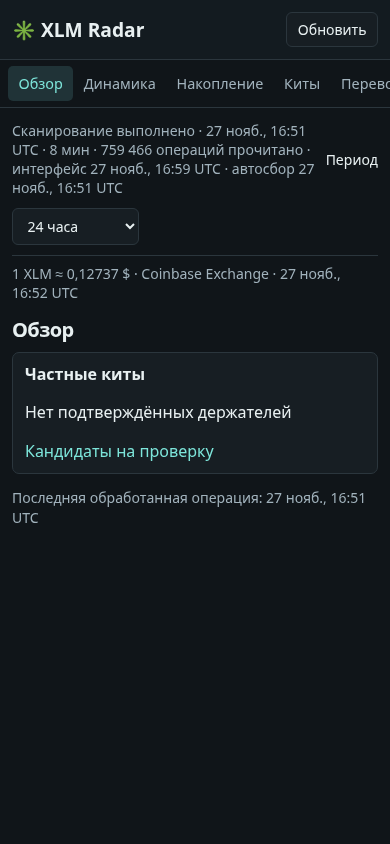 XLM Radar
Обновить
Обзор
Динамика
Накопление
Киты
Перево
Сканирование выполнено · 27 нояб., 16:51
UTC · 8 мин · 759 466 операций прочитано ·
интерфейс 27 нояб., 16:59 UTC · автосбор 27
нояб., 16:51 UTC
Период
24 часа
1 XLM ≈ 0,12737 $ · Coinbase Exchange · 27 нояб.,
16:52 UTC
Обзор
Частные киты
Нет подтверждённых держателей
Кандидаты на проверку
Последняя обработанная операция: 27 нояб., 16:51
UTC